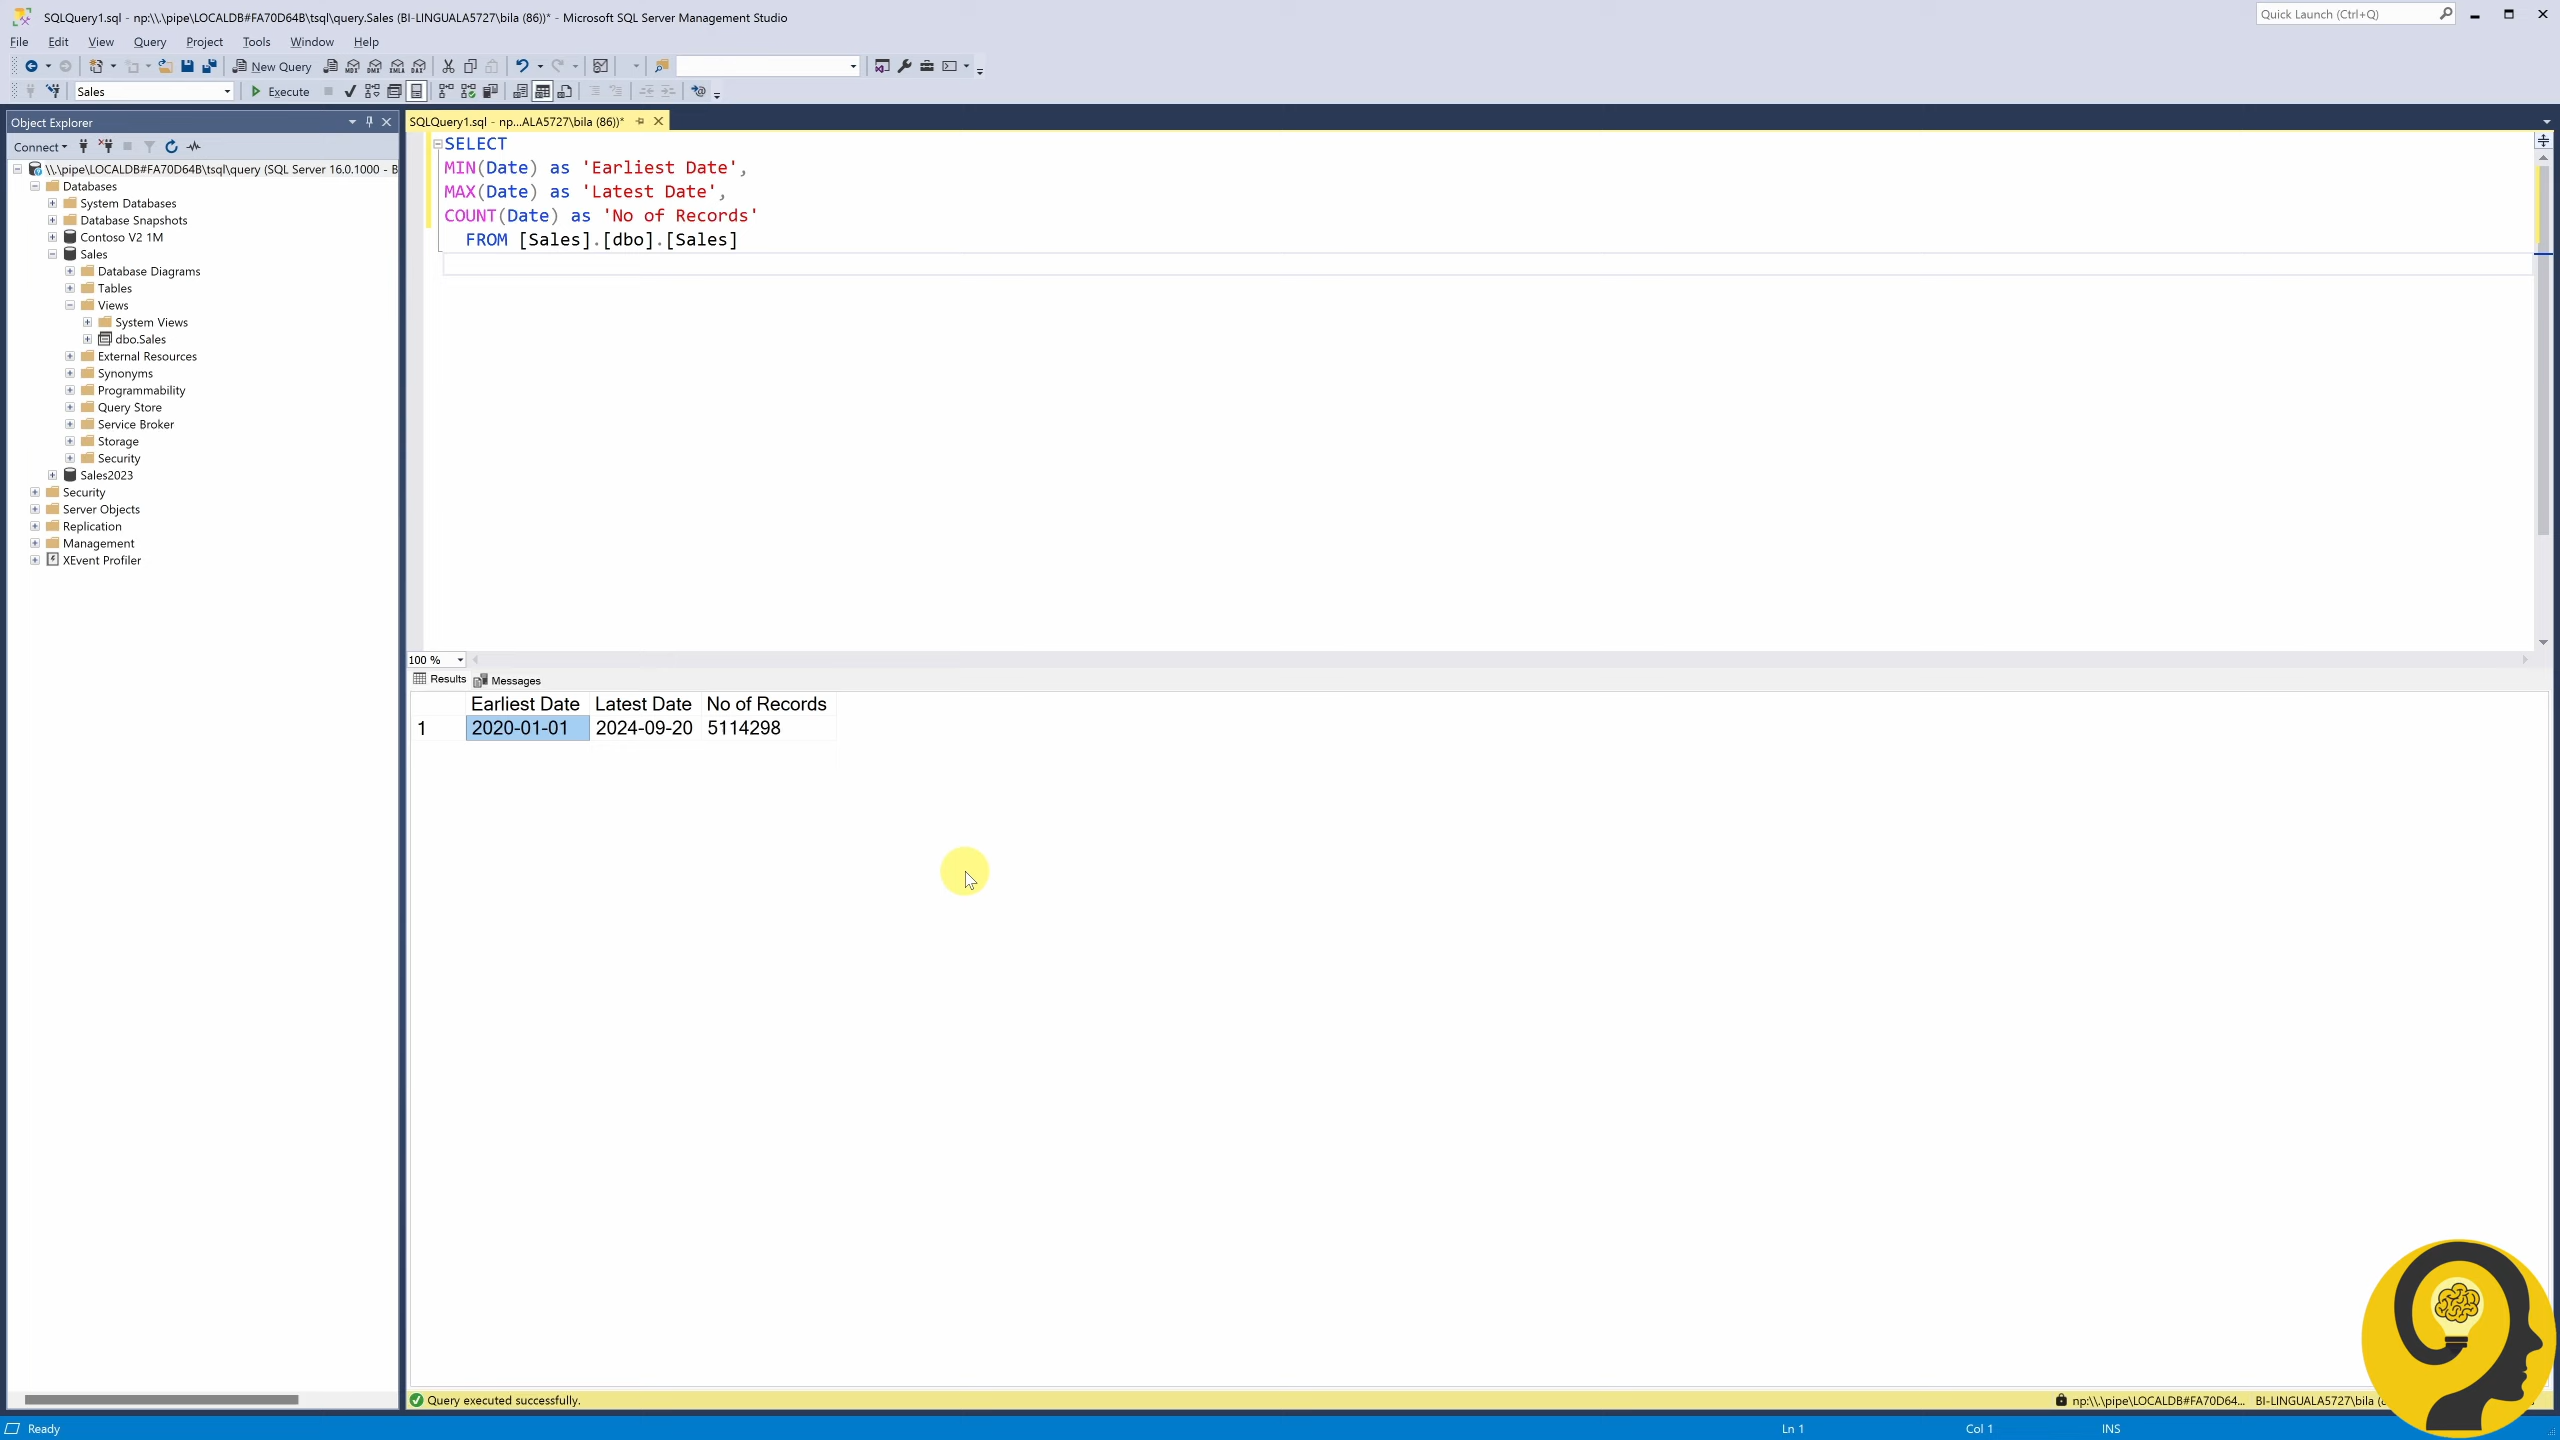 SQLQuery1.sql - np:\\.\pipe\LOCALDB#FA70D64B\tsql\query.Sales (BI-LINGUALA5727\bila (86))* - Microsoft SQL Server Management Studio
Quick Launch (Ctrl+Q)
File Edit View Query Project Tools Window Help
New Query
Sales
Execute
Object Explorer
SQLQuery1.sql - np...ALA5727\bila (86))*
Connect
\\.\pipe\LOCALDB#FA70D64B\tsql\query (SQL Server 16.0.1000 - B
Databases
System Databases
Database Snapshots
Contoso V2 1M
Sales
Database Diagrams
Tables
Views
System Views
dbo.Sales
External Resources
Synonyms
Programmability
Query Store
Service Broker
Storage
Security
Sales2023
Security
Server Objects
Replication
Management
XEvent Profiler
SELECT
MIN(Date) as 'Earliest Date',
MAX(Date) as 'Latest Date',
COUNT(Date) as 'No of Records'
FROM [Sales].[dbo].[Sales]
100 %
Results Messages
Earliest Date Latest Date No of Records
1 2020-01-01 2024-09-20 5114298
Query executed successfully.
np:\\.\pipe\LOCALDB#FA70D64... BI-LINGUALA5727\bila
Ready
Ln 1 Col 1 INS